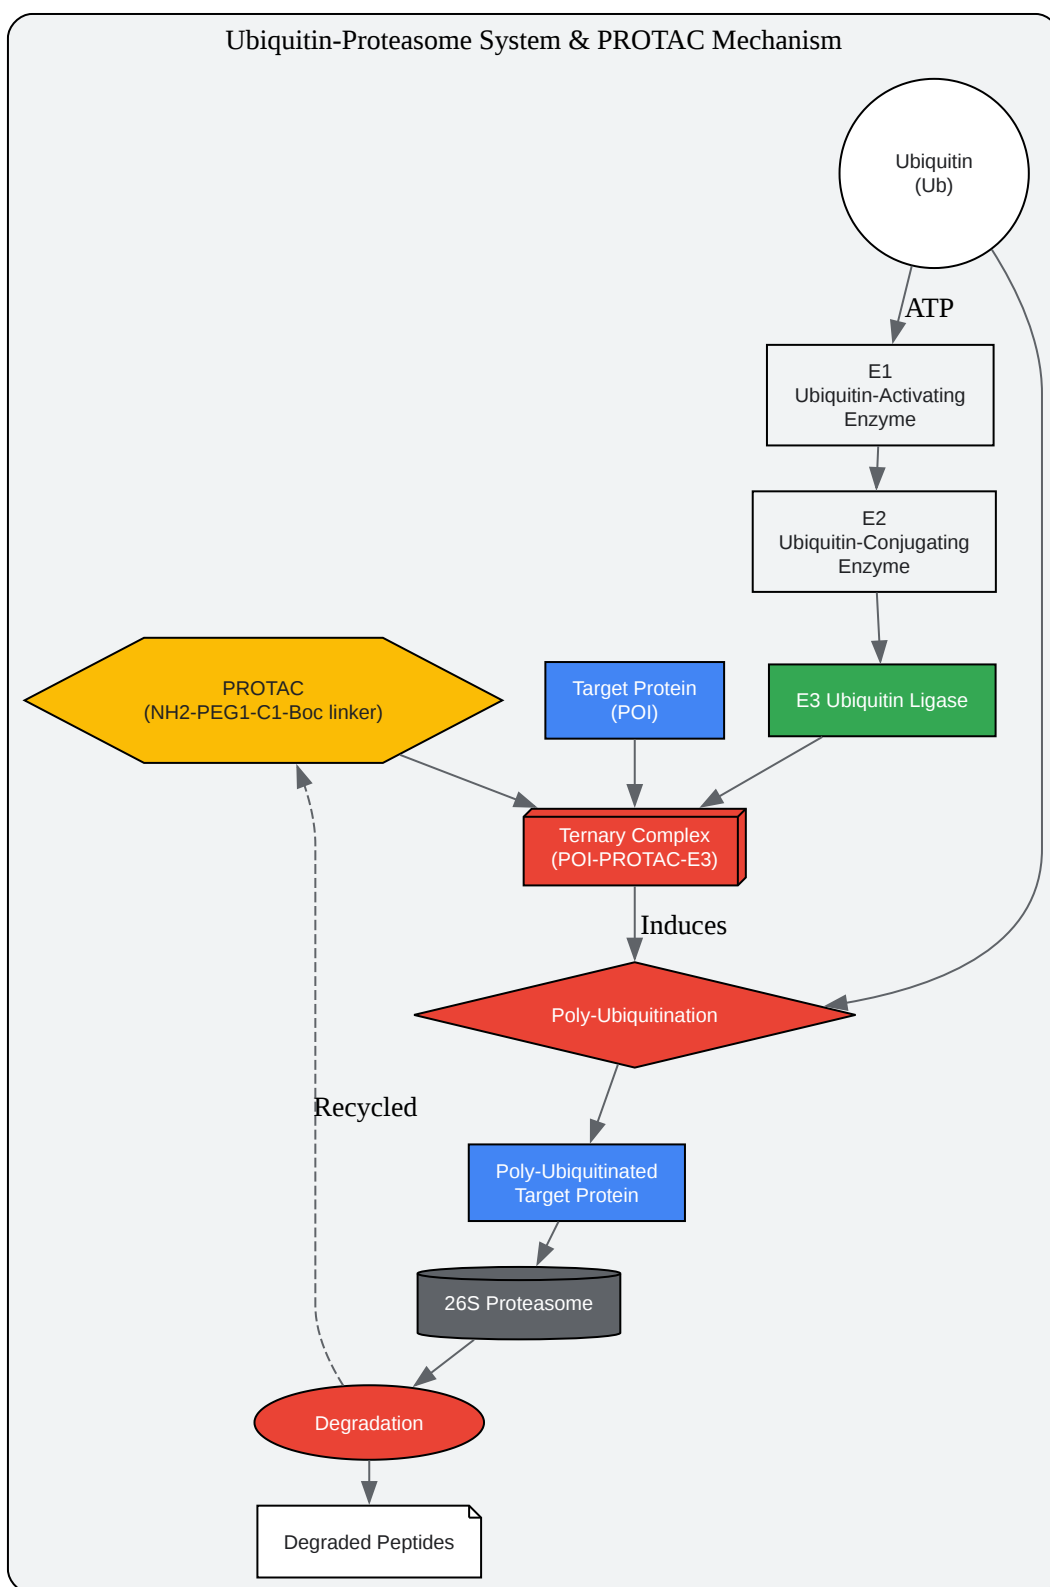 Ubiquitin-Proteasome System & PROTAC Mechanism
Ubiquitin
(Ub)
ATP
E1
Ubiquitin-Activating
Enzyme
E2
Ubiquitin-Conjugating
Enzyme
PROTAC
(NH2-PEG1-C1-Boc linker)
Target Protein
(POI)
E3 Ubiquitin Ligase
Ternary Complex
(POI-PROTAC-E3)
Induces
Poly-Ubiquitination
Recycled
Poly-Ubiquitinated
Target Protein
26S Proteasome
Degradation
Degraded Peptides